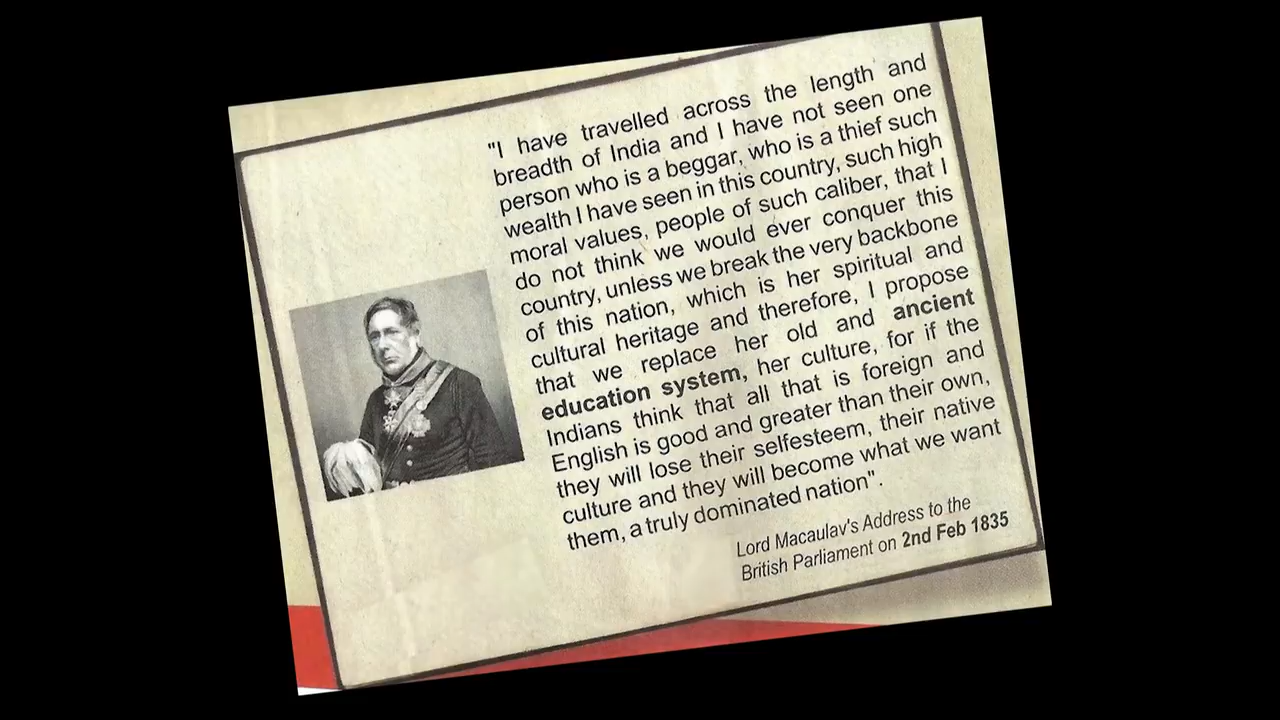 "I have travelled across the length and
breadth of India and I have not seen one
person who is a beggar, who is a thief such
wealth I have seen in this country, such high
moral values, people of such caliber, that I
do not think we would ever conquer this
country, unless we break the very backbone
of this nation, which is her spiritual and
cultural heritage and therefore, I propose
that we replace her old and ancient
education system, her culture, for if the
Indians think that all that is foreign and
English is good and greater than their own,
they will lose their selfesteem, their native
culture and they will become what we want
them, a truly dominated nation".
Lord Macaulav's Address to the
British Parliament on 2nd Feb 1835